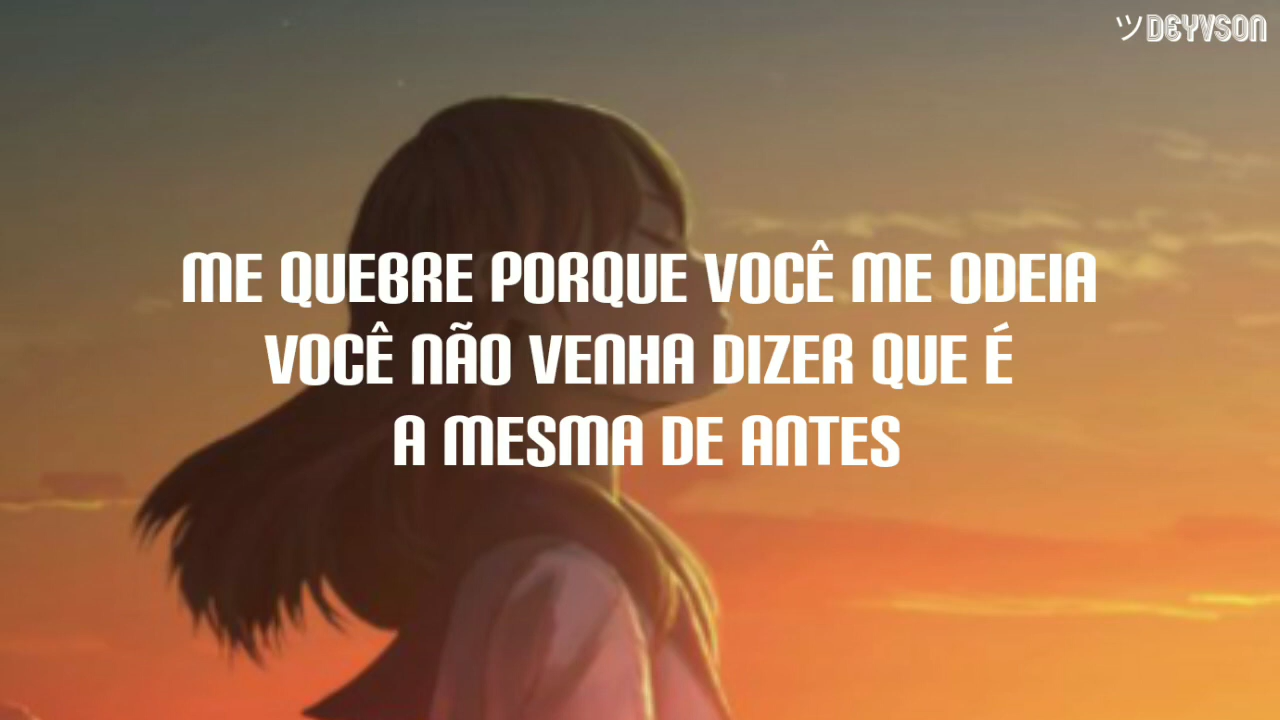 ツDEYVSON
ME QUEBRE PORQUE VOCÊ ME ODEIA
VOCÊ NÃO VENHA DIZER QUE É
A MESMA DE ANTES